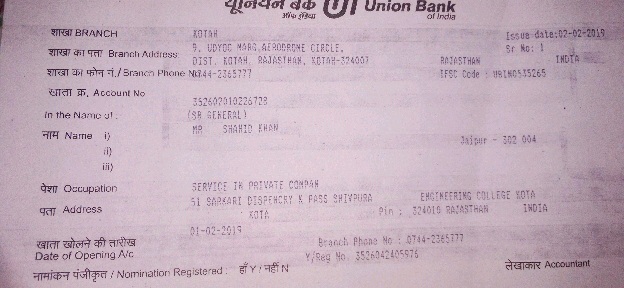 यूनियन बैंक Union Bank
ऑफ इंडिया of India
शाखा BRANCH KOTAH Issue date:02-02-2019
शाखा का पता Branch Address 9, UDYOG MARG,AERODROME CIRCLE, Sr No: 1
DIST. KOTAH, RAJASTHAN, KOTAH-324007 RAJASTHAN INDIA
शाखा का फोन नं./ Branch Phone No 0744-2365777 IFSC Code : UBIN0535265
खाता क्र. Account No 352602010226728
In the Name of : (SB GENERAL)
नाम Name i) MR SHAHID KHAN Jaipur - 302 004
ii)
iii)
पेशा Occupation SERVICE IN PRIVATE COMPAN
पता Address 51 SARKARI DISPENCRY K PASS SHIVPURA ENGINEERING COLLEGE KOTA
KOTA Pin : 324010 RAJASTHAN INDIA
खाता खोलने की तारीख 01-02-2019
Date of Opening A/c Branch Phone No : 0744-2365777
Y/Reg No. 3526042405976
नामांकन पंजीकृत / Nomination Registered : हाँ Y / नहीं N लेखाकार Accountant